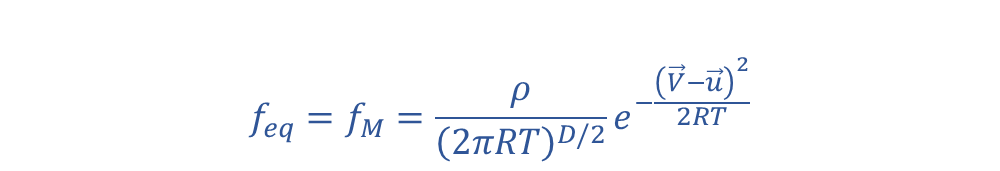 $f_{eq} = f_M = \frac{\rho}{(2\pi RT)^{D/2}} e^{-\frac{(\vec{V}-\vec{u})^2}{2RT}}$